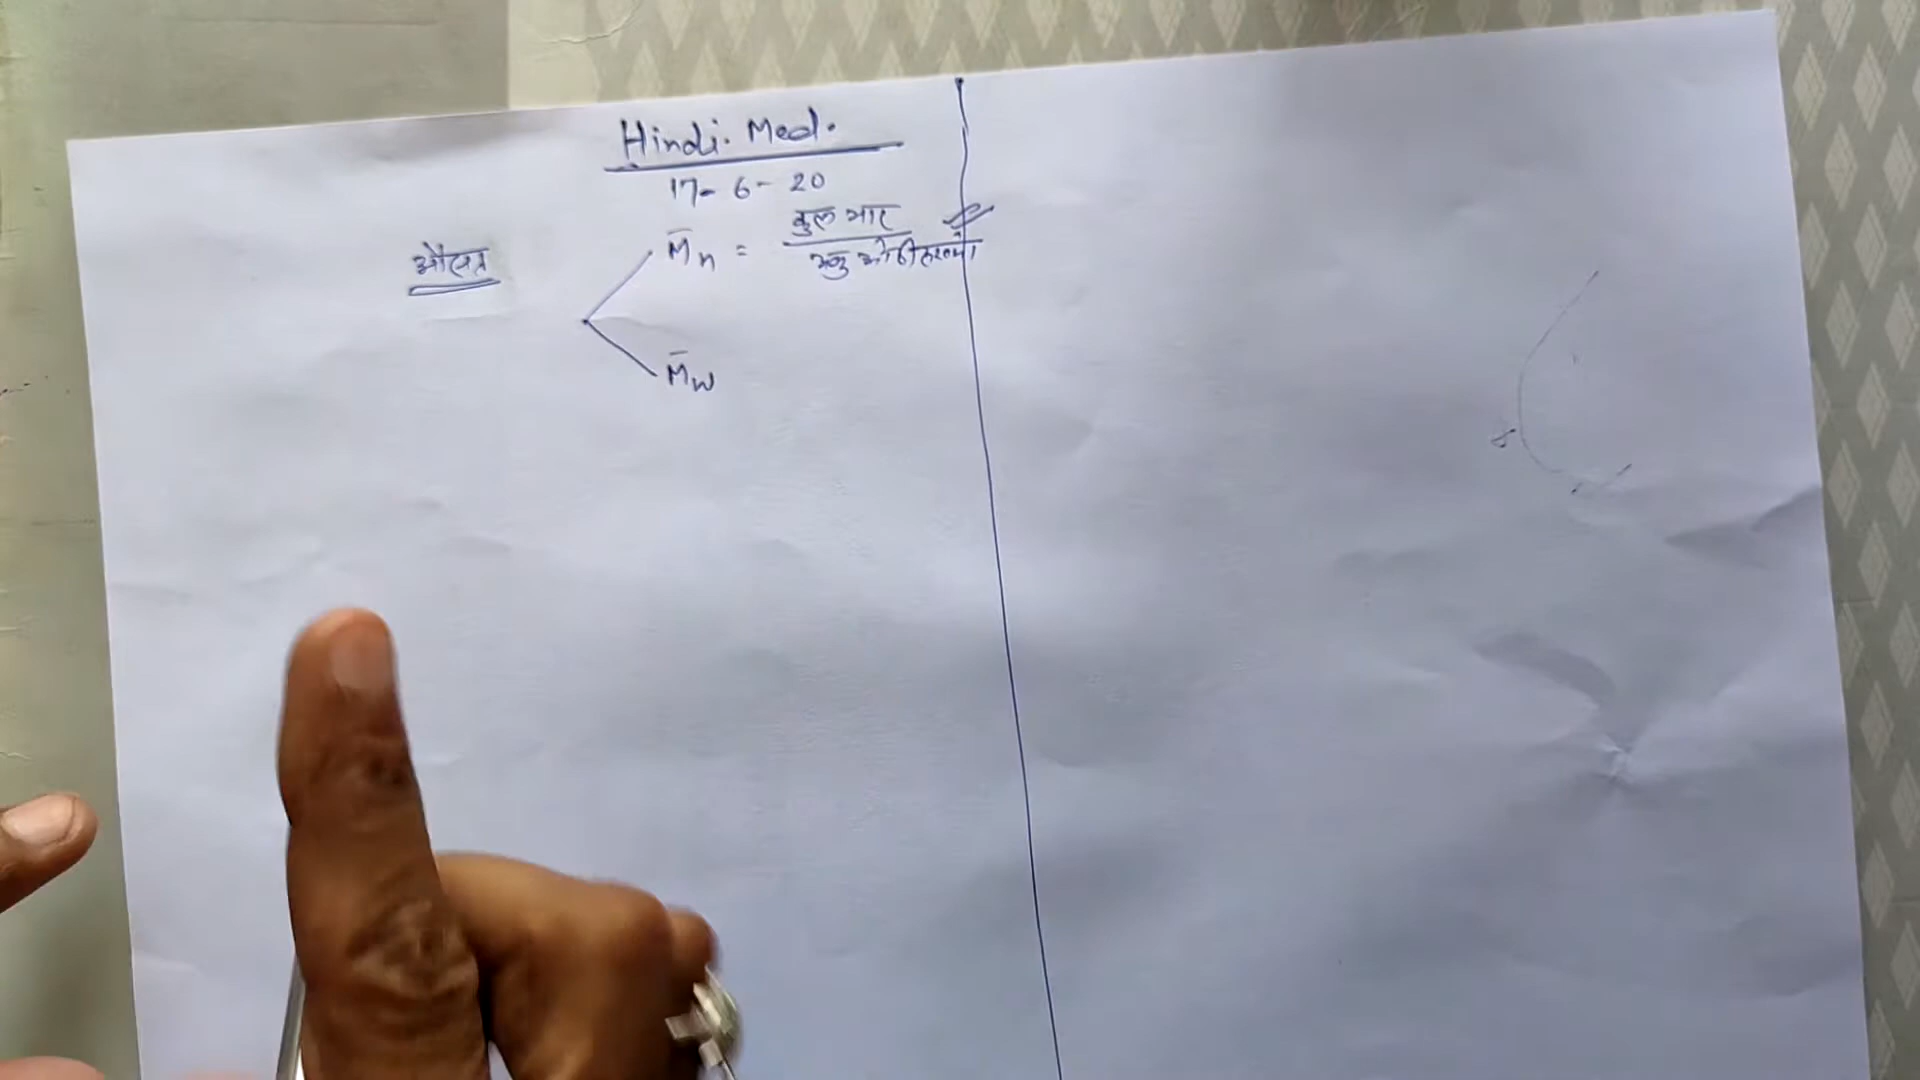 Hindi. Med.
17- 6- 20
औसत
M̄n = कुल भार
अणुओं की संख्या
M̄w